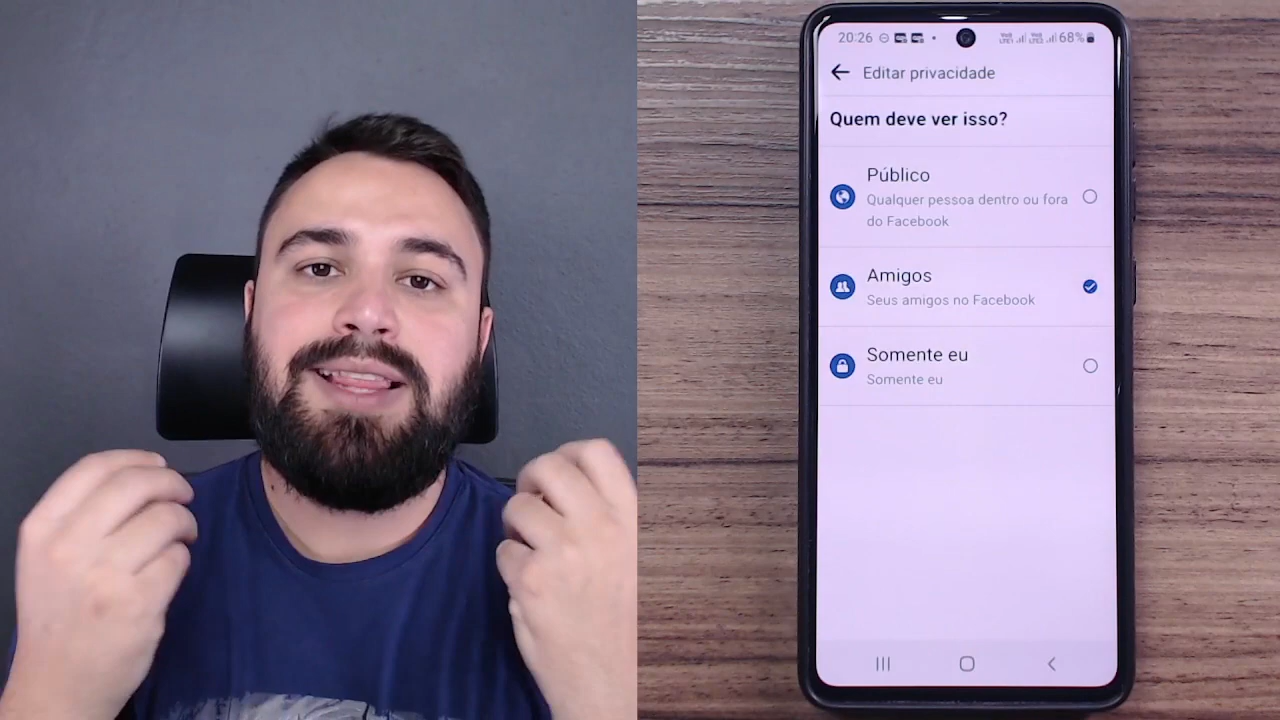 20:26
68%
Editar privacidade
Quem deve ver isso?
Público
Qualquer pessoa dentro ou fora
do Facebook
Amigos
Seus amigos no Facebook
Somente eu
Somente eu